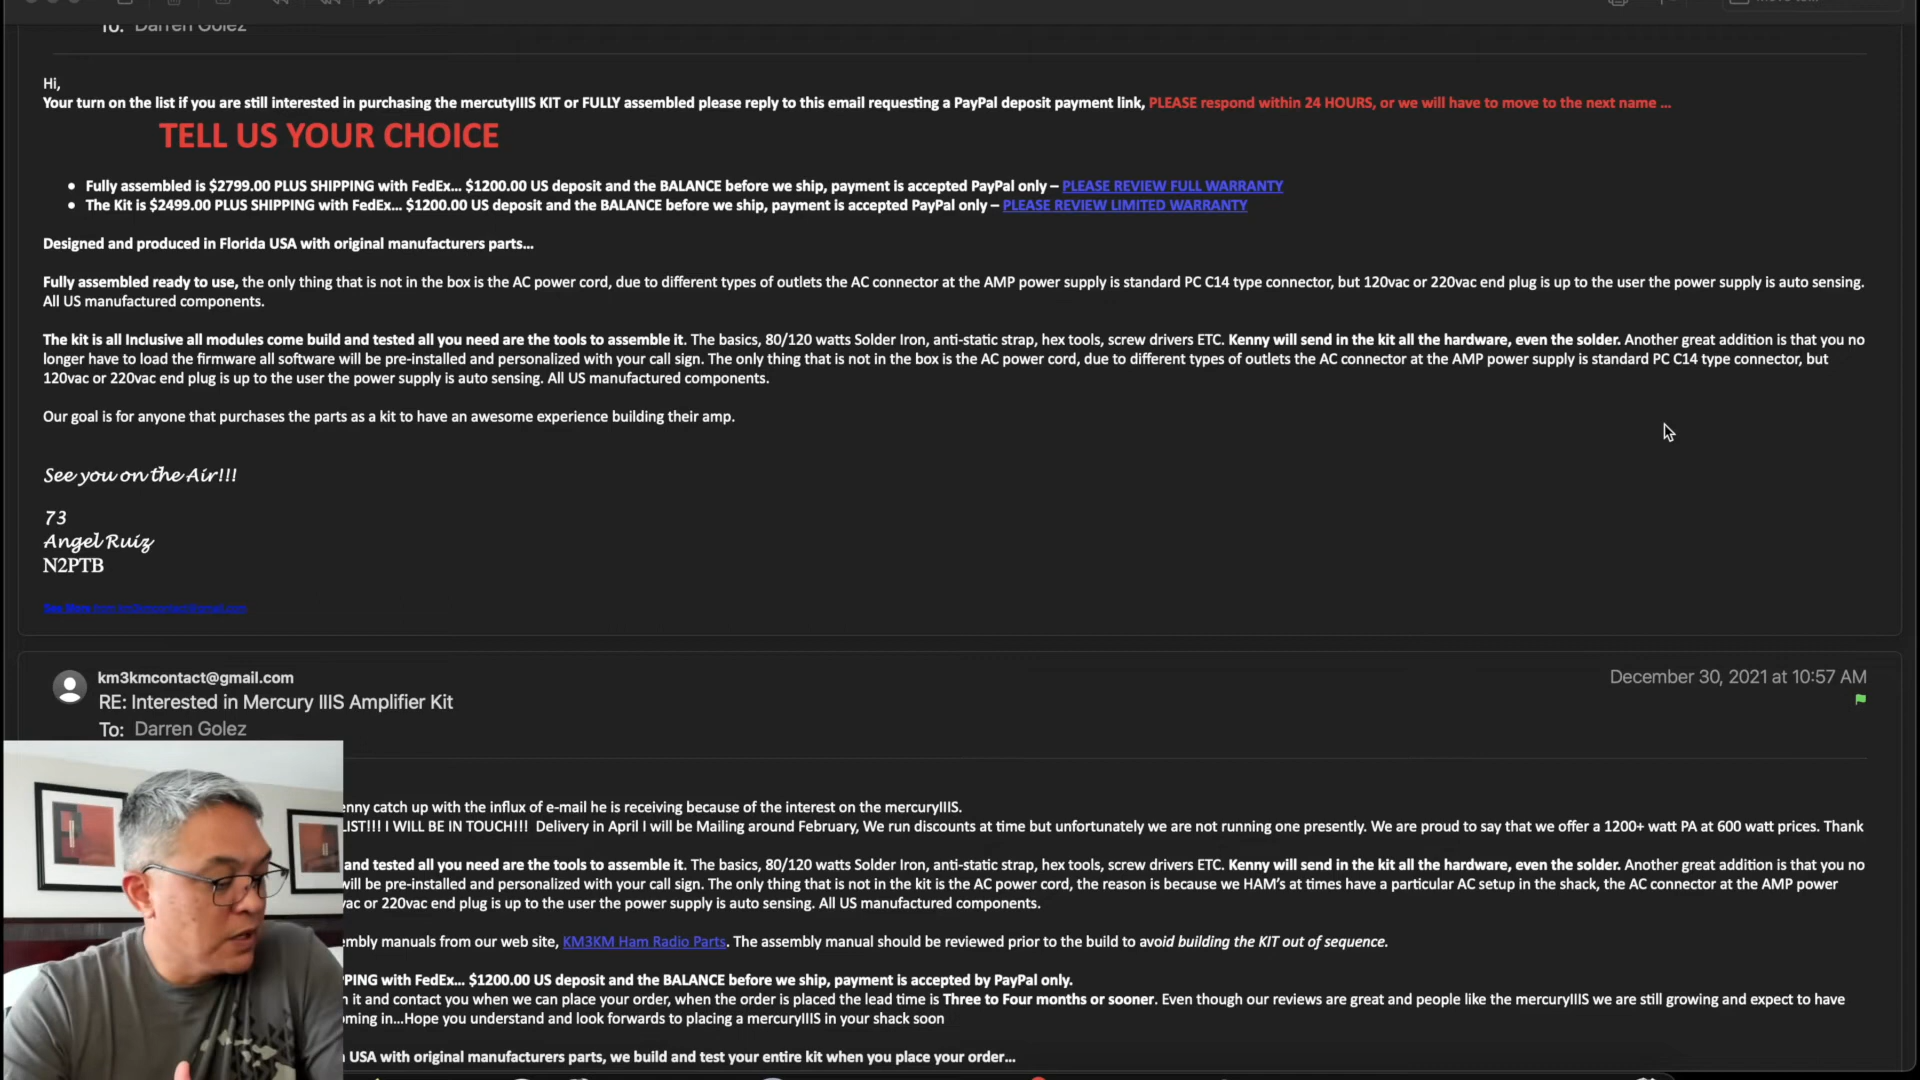 To: Darren Golez
Hi,
Your turn on the list if you are still interested in purchasing the mercutyIIIS KIT or FULLY assembled please reply to this email requesting a PayPal deposit payment link, PLEASE respond within 24 HOURS, or we will have to move to the next name ...
TELL US YOUR CHOICE
• Fully assembled is $2799.00 PLUS SHIPPING with FedEx... $1200.00 US deposit and the BALANCE before we ship, payment is accepted PayPal only – PLEASE REVIEW FULL WARRANTY
• The Kit is $2499.00 PLUS SHIPPING with FedEx... $1200.00 US deposit and the BALANCE before we ship, payment is accepted PayPal only – PLEASE REVIEW LIMITED WARRANTY
Designed and produced in Florida USA with original manufacturers parts...
Fully assembled ready to use, the only thing that is not in the box is the AC power cord, due to different types of outlets the AC connector at the AMP power supply is standard PC C14 type connector, but 120vac or 220vac end plug is up to the user the power supply is auto sensing.
All US manufactured components.
The kit is all Inclusive all modules come build and tested all you need are the tools to assemble it. The basics, 80/120 watts Solder Iron, anti-static strap, hex tools, screw drivers ETC. Kenny will send in the kit all the hardware, even the solder. Another great addition is that you no
longer have to load the firmware all software will be pre-installed and personalized with your call sign. The only thing that is not in the box is the AC power cord, due to different types of outlets the AC connector at the AMP power supply is standard PC C14 type connector, but
120vac or 220vac end plug is up to the user the power supply is auto sensing. All US manufactured components.
Our goal is for anyone that purchases the parts as a kit to have an awesome experience building their amp.
See you on the Air!!!
73
Angel Ruiz
N2PTB
km3kmcontact@gmail.com
December 30, 2021 at 10:57 AM
RE: Interested in Mercury IIIS Amplifier Kit
To: Darren Golez
enny catch up with the influx of e-mail he is receiving because of the interest on the mercuryIIIS.
LIST!!! I WILL BE IN TOUCH!!! Delivery in April I will be Mailing around February, We run discounts at time but unfortunately we are not running one presently. We are proud to say that we offer a 1200+ watt PA at 600 watt prices. Thank
and tested all you need are the tools to assemble it. The basics, 80/120 watts Solder Iron, anti-static strap, hex tools, screw drivers ETC. Kenny will send in the kit all the hardware, even the solder. Another great addition is that you no
will be pre-installed and personalized with your call sign. The only thing that is not in the kit is the AC power cord, the reason is because we HAM's at times have a particular AC setup in the shack, the AC connector at the AMP power
vac or 220vac end plug is up to the user the power supply is auto sensing. All US manufactured components.
embly manuals from our web site, KM3KM Ham Radio Parts. The assembly manual should be reviewed prior to the build to avoid building the KIT out of sequence.
PING with FedEx... $1200.00 US deposit and the BALANCE before we ship, payment is accepted by PayPal only.
n it and contact you when we can place your order, when the order is placed the lead time is Three to Four months or sooner. Even though our reviews are great and people like the mercuryIIIS we are still growing and expect to have
oming in...Hope you understand and look forwards to placing a mercuryIIIS in your shack soon
USA with original manufacturers parts, we build and test your entire kit when you place your order...